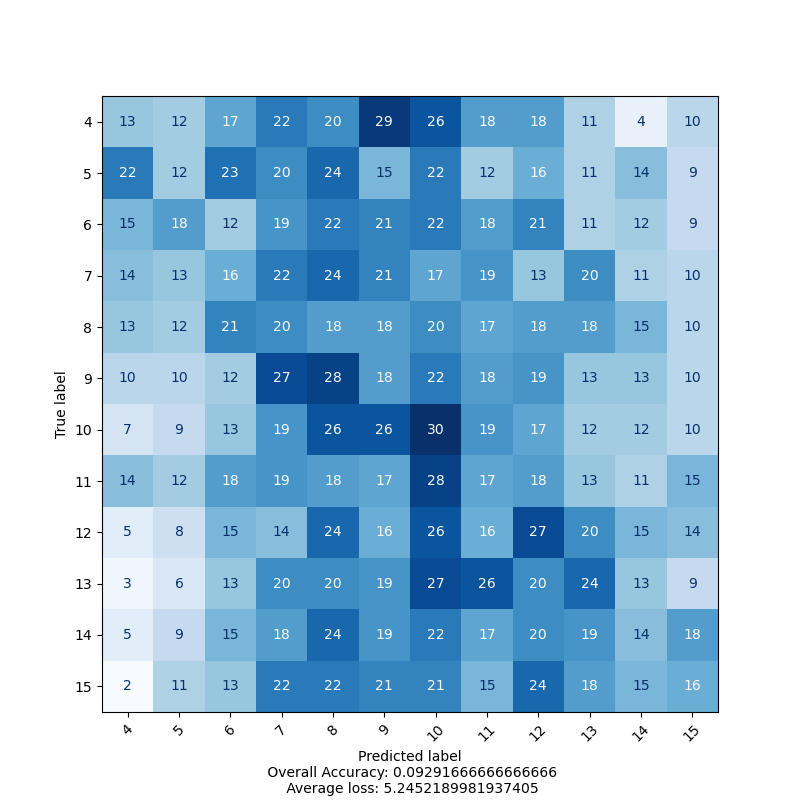 4 13 12 17 22 20 29 26 18 18 11 4 10
5 22 12 23 20 24 15 22 12 16 11 14 9
6 15 18 12 19 22 21 22 18 21 11 12 9
7 14 13 16 22 24 21 17 19 13 20 11 10
8 13 12 21 20 18 18 20 17 18 18 15 10
9 10 10 12 27 28 18 22 18 19 13 13 10
True label
10 7 9 13 19 26 26 30 19 17 12 12 10
11 14 12 18 19 18 17 28 17 18 13 11 15
12 5 8 15 14 24 16 26 16 27 20 15 14
13 3 6 13 20 20 19 27 26 20 24 13 9
14 5 9 15 18 24 19 22 17 20 19 14 18
15 2 11 13 22 22 21 21 15 24 18 15 16
4 5 6 7 8 9 10 11 12 13 14 15
Predicted label
Overall Accuracy: 0.09291666666666666
Average loss: 5.2452189981937405